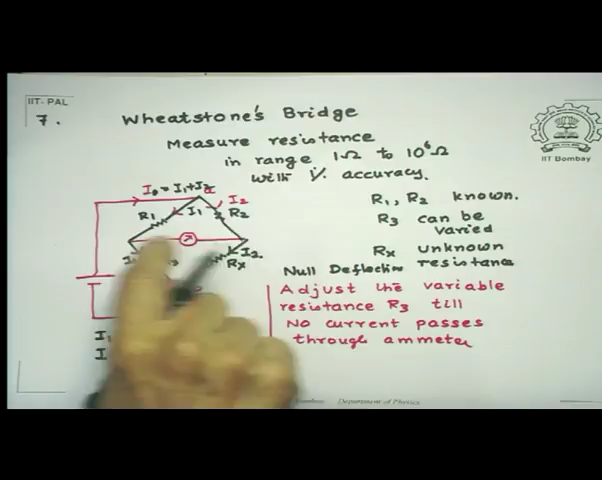 IIT- PAL
7.
Wheatstone's Bridge
Measure resistance
in range 1Ω to 10⁶Ω
with 1% accuracy.
IIT Bombay
I₀ = I₁+I₂
I₂
R₁
I₁
R₂
I₂.
Rx
R₁, R₂ known.
R₃ can be
varied
Rx unknown
resistance
Null Deflection
Adjust the variable
resistance R₃ till
No current passes
through ammeter
Department of Physics